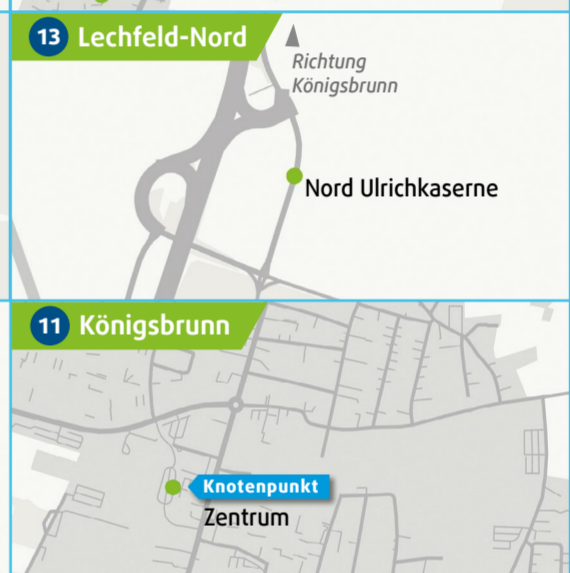 13 Lechfeld-Nord
Richtung
Königsbrunn
Nord Ulrichkaserne
11 Königsbrunn
Knotenpunkt
Zentrum